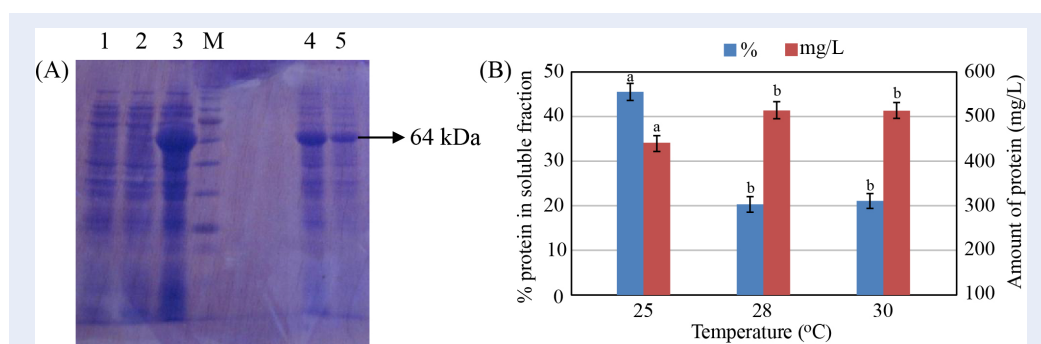 1 2 3 M 4 5
(A)
64 kDa
(B)
% mg/L
% protein in soluble fraction
50
40
30
20
10
0
a
a
b
b
b
b
600
500
400
300
200
100
Amount of protein (mg/L)
25 28 30
Temperature (°C)